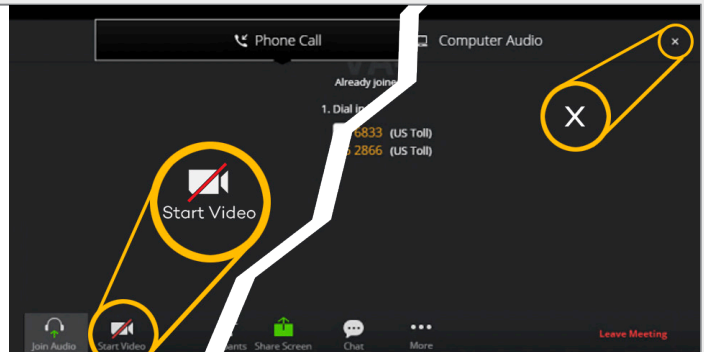 Phone Call
Computer Audio
x
Already joine
1. Dial in
X
6833 (US Toll)
2866 (US Toll)
Start Video
Join Audio
Start Video
ants
Share Screen
Chat
More
Leave Meeting